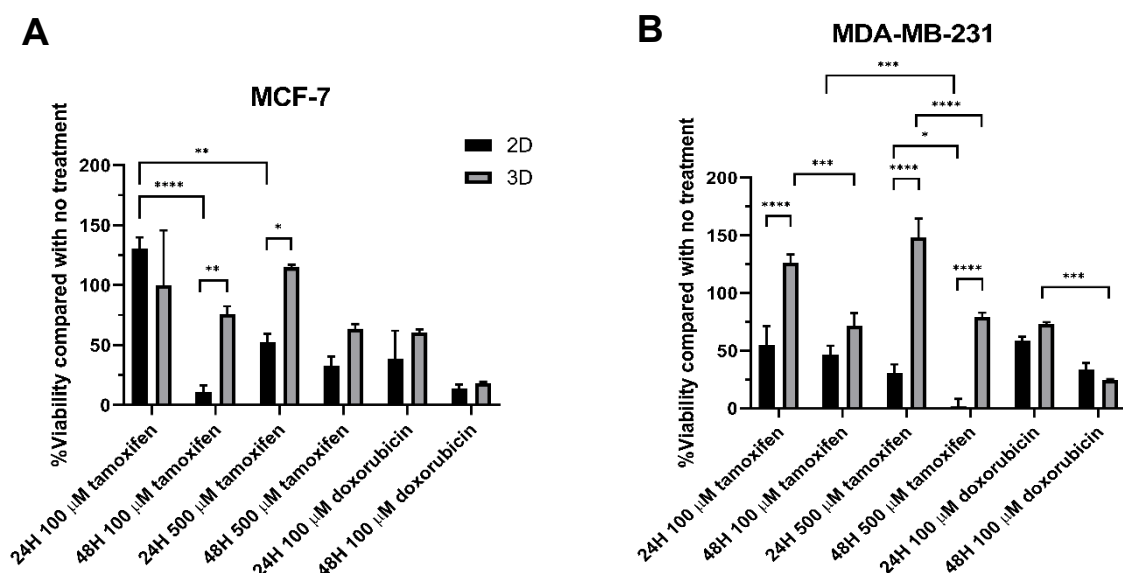 A
MCF-7
%Viability compared with no treatment
200
150
100
50
0
**
****
**
*
2D
3D
24H 100 μM tamoxifen
48H 100 μM tamoxifen
24H 500 μM tamoxifen
48H 500 μM tamoxifen
24H 100 μM doxorubicin
48H 100 μM doxorubicin
B
MDA-MB-231
%Viability compared with no treatment
200
150
100
50
0
***
****
*
***
****
****
****
***
24H 100 μM tamoxifen
48H 100 μM tamoxifen
24H 500 μM tamoxifen
48H 500 μM tamoxifen
24H 100 μM doxorubicin
48H 100 μM doxorubicin